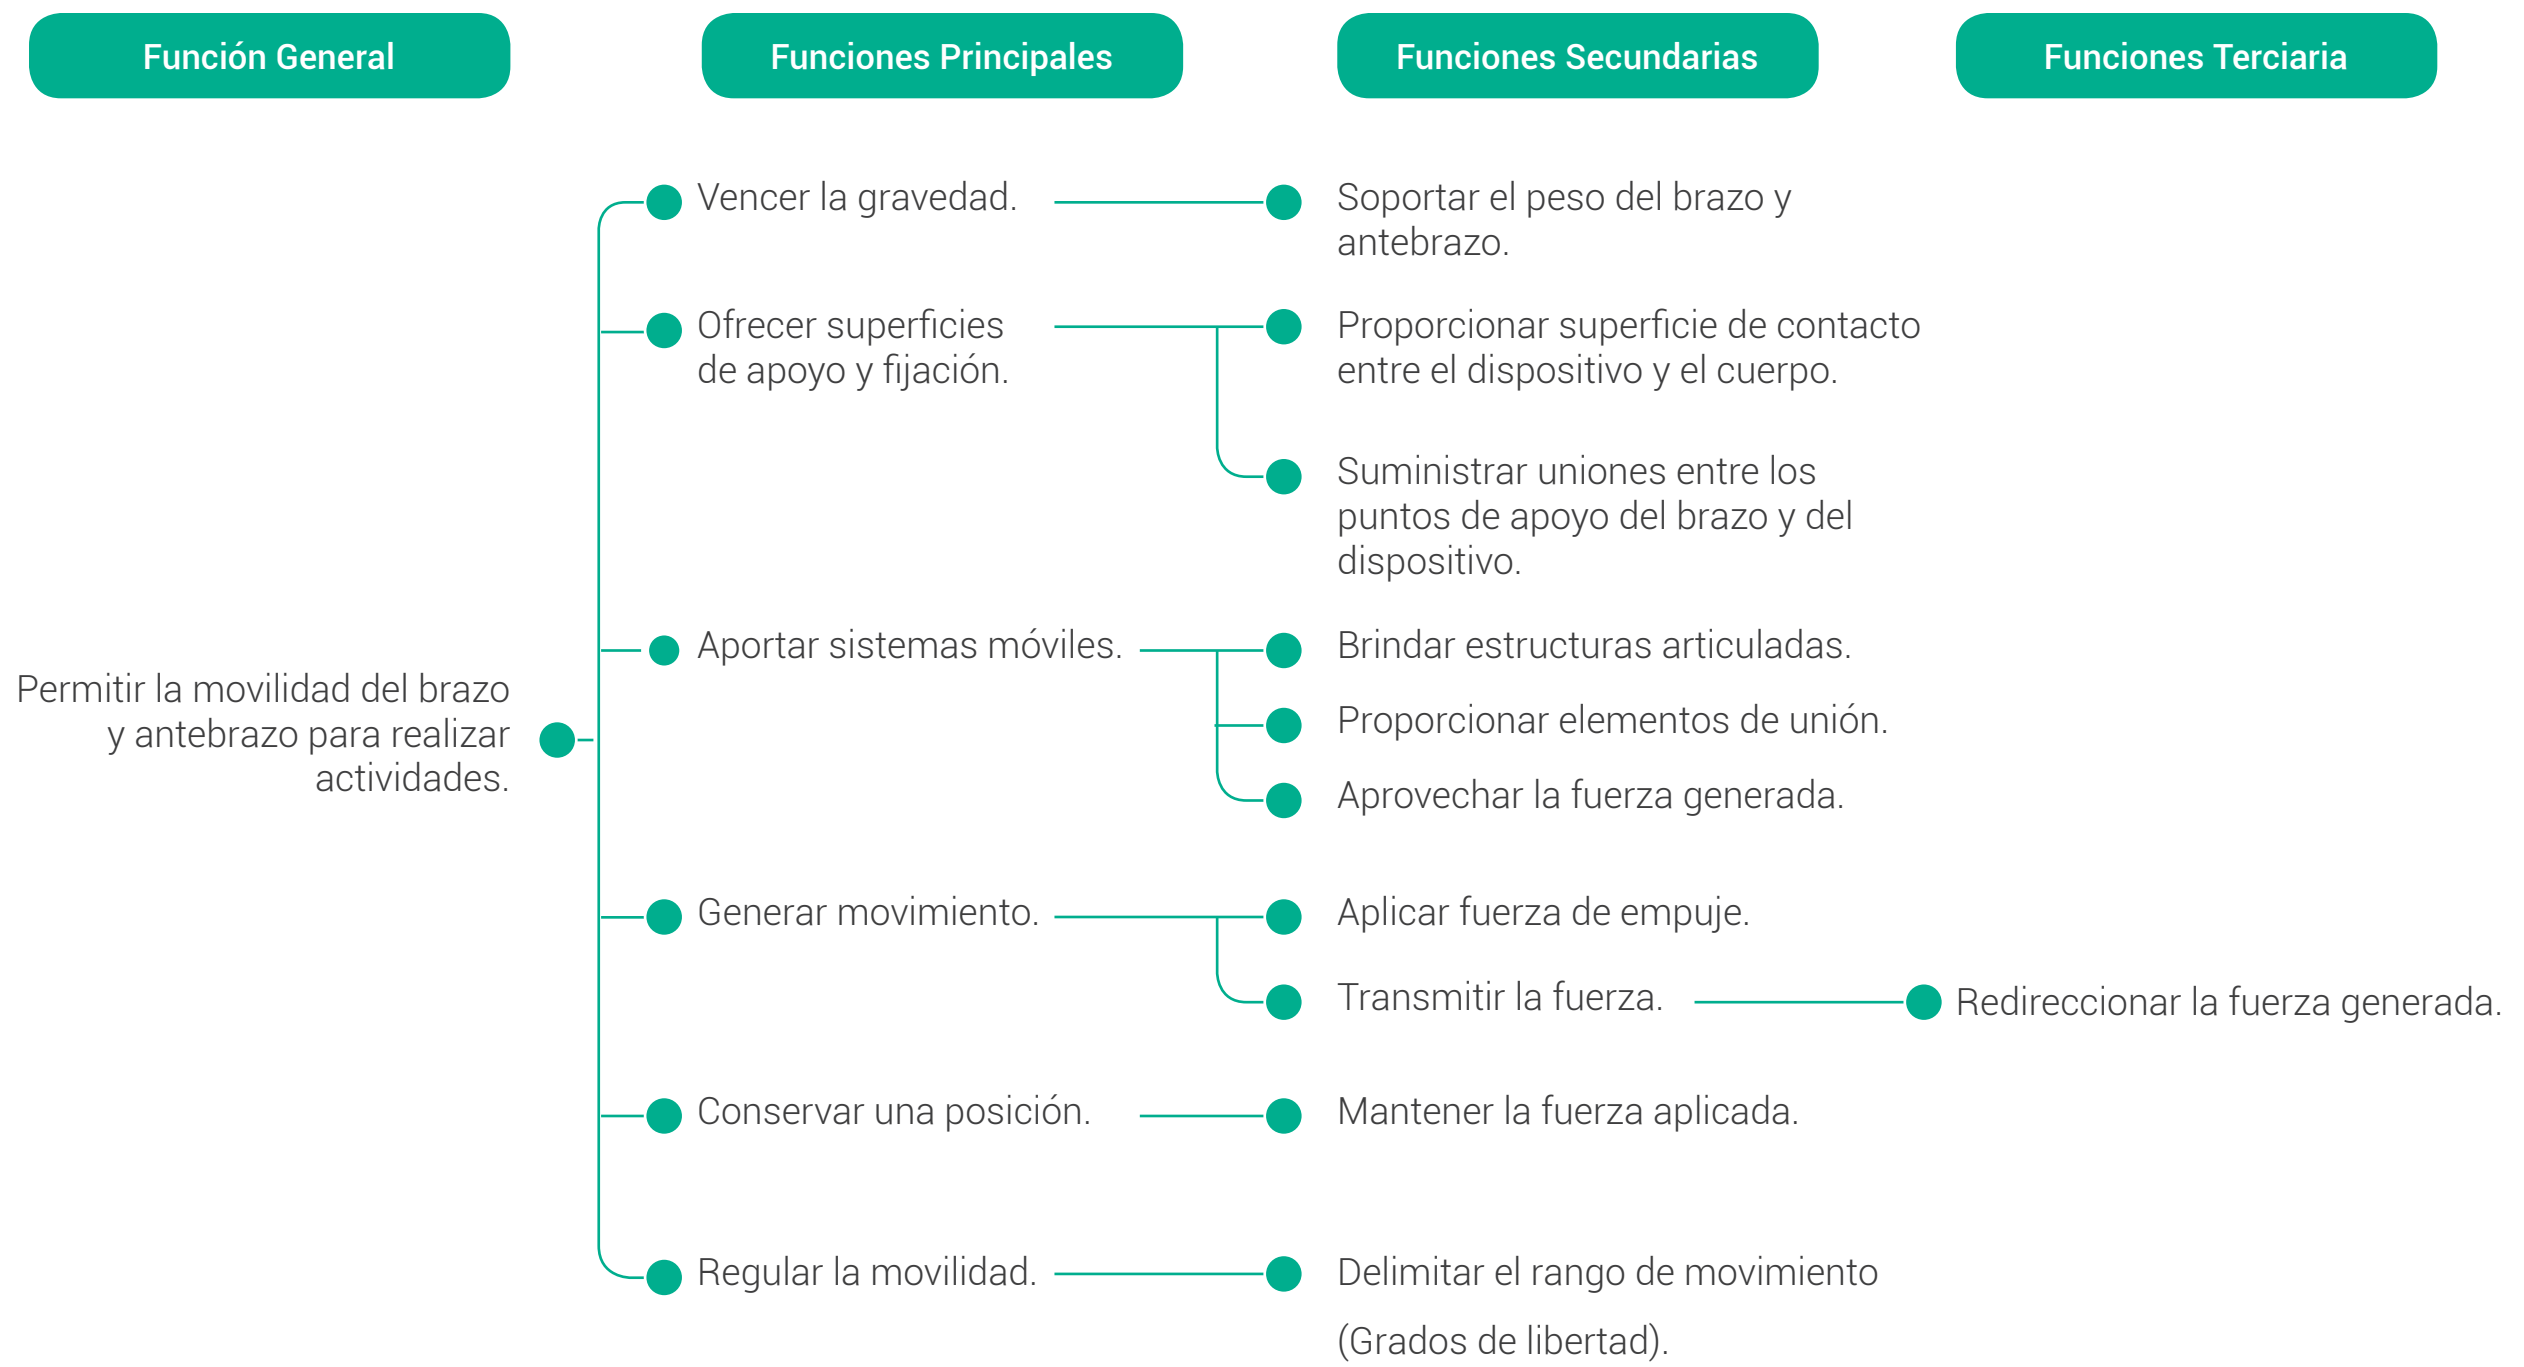 Función General
Funciones Principales
Funciones Secundarias
Funciones Terciaria
Permitir la movilidad del brazo
y antebrazo para realizar
actividades.
Vencer la gravedad.
Soportar el peso del brazo y
antebrazo.
Ofrecer superficies
de apoyo y fijación.
Proporcionar superficie de contacto
entre el dispositivo y el cuerpo.
Suministrar uniones entre los
puntos de apoyo del brazo y del
dispositivo.
Aportar sistemas móviles.
Brindar estructuras articuladas.
Proporcionar elementos de unión.
Aprovechar la fuerza generada.
Generar movimiento.
Aplicar fuerza de empuje.
Transmitir la fuerza.
Redireccionar la fuerza generada.
Conservar una posición.
Mantener la fuerza aplicada.
Regular la movilidad.
Delimitar el rango de movimiento
(Grados de libertad).